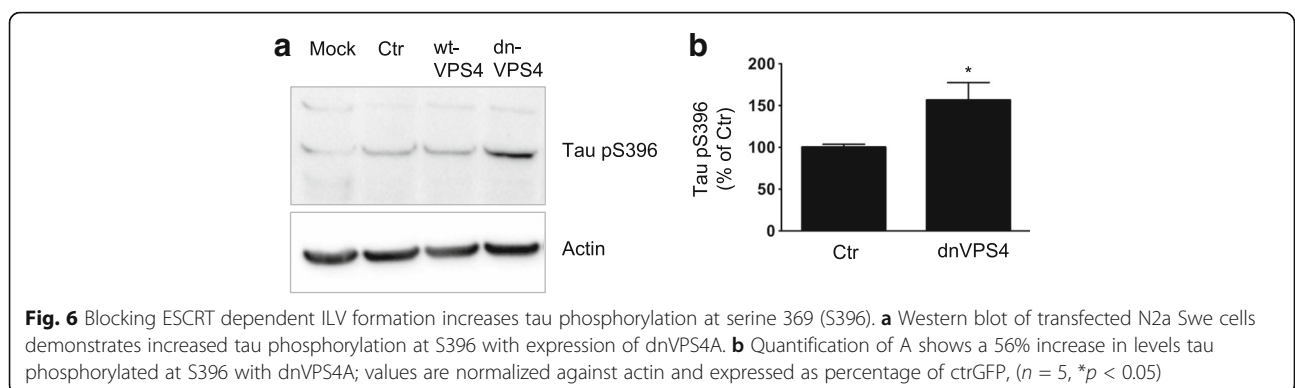 a
Mock Ctr wt- dn-
VPS4 VPS4
Tau pS396
Actin
b
*
200
150
100
50
0
Tau pS396
(% of Ctr)
Ctr dnVPS4
Fig. 6 Blocking ESCRT dependent ILV formation increases tau phosphorylation at serine 369 (S396). a Western blot of transfected N2a Swe cells
demonstrates increased tau phosphorylation at S396 with expression of dnVPS4A. b Quantification of A shows a 56% increase in levels tau
phosphorylated at S396 with dnVPS4A; values are normalized against actin and expressed as percentage of ctrGFP, (n = 5, *p < 0.05)